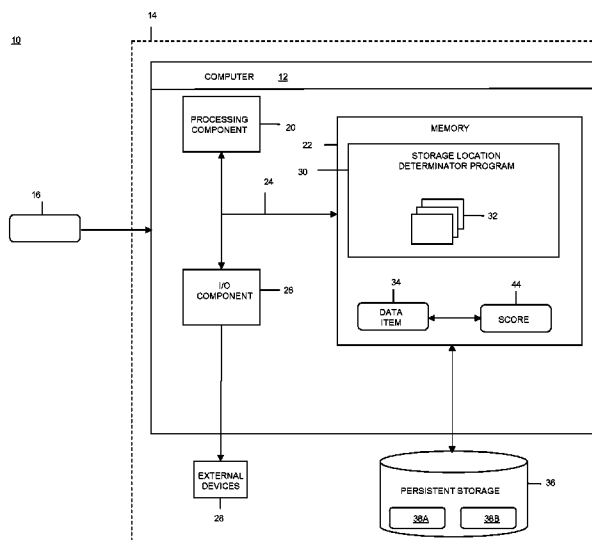 14
10
COMPUTER 12
PROCESSING
COMPONENT
20
MEMORY
22
STORAGE LOCATION
DETERMINATOR PROGRAM
30
24
32
16
I/O
COMPONENT
26
34
44
DATA
ITEM
SCORE
EXTERNAL
DEVICES
28
PERSISTENT STORAGE
36
38A
38B